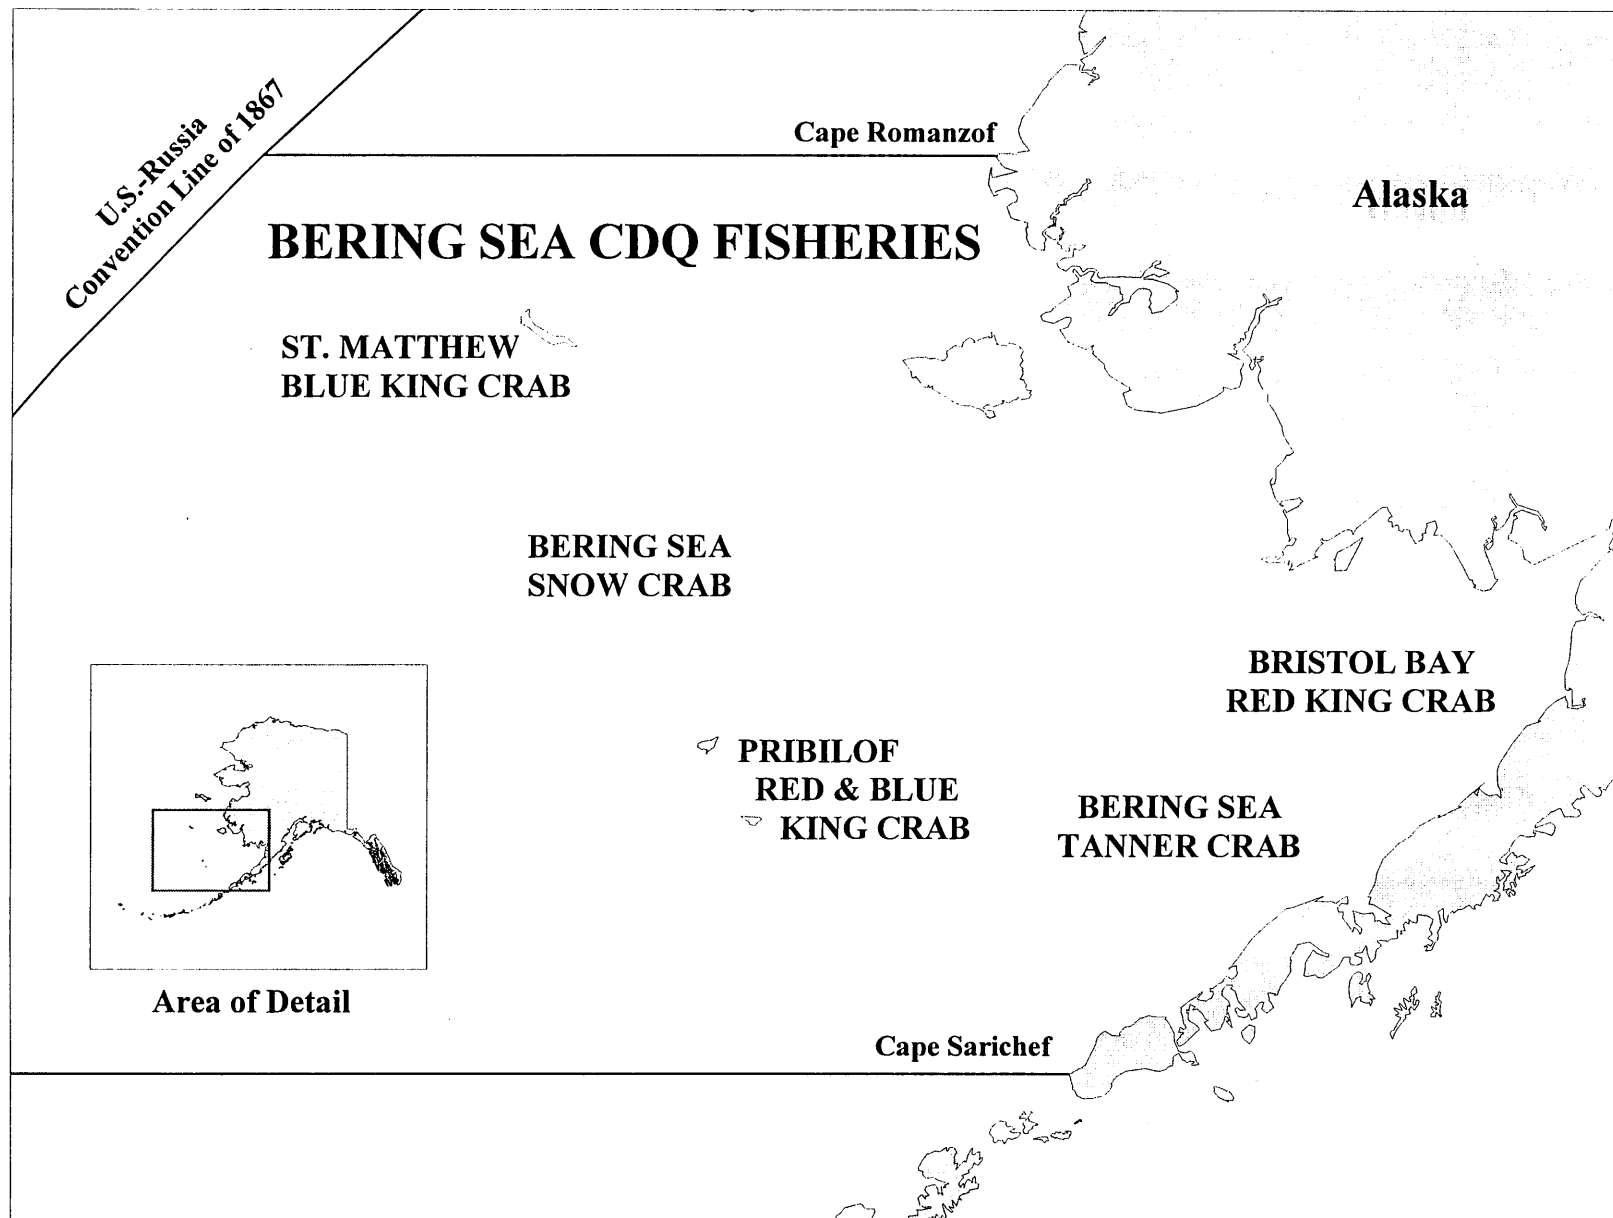 U.S.-Russia
Convention Line of 1867
Cape Romanzof
Alaska
BERING SEA CDQ FISHERIES
ST. MATTHEW
BLUE KING CRAB
BERING SEA
SNOW CRAB
BRISTOL BAY
RED KING CRAB
PRIBILOF
RED & BLUE
KING CRAB
BERING SEA
TANNER CRAB
Area of Detail
Cape Sarichef